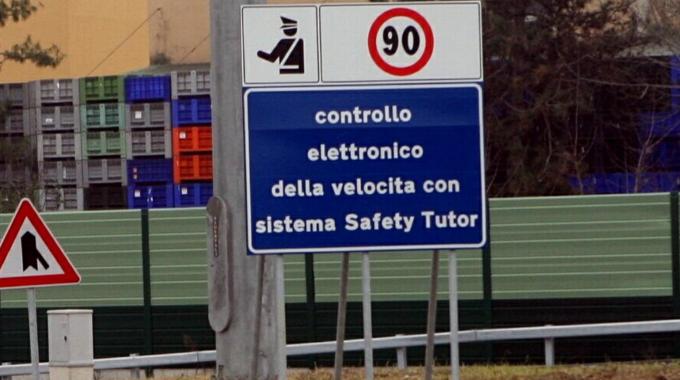 90
controllo
elettronico
della velocita con
sistema Safety Tutor